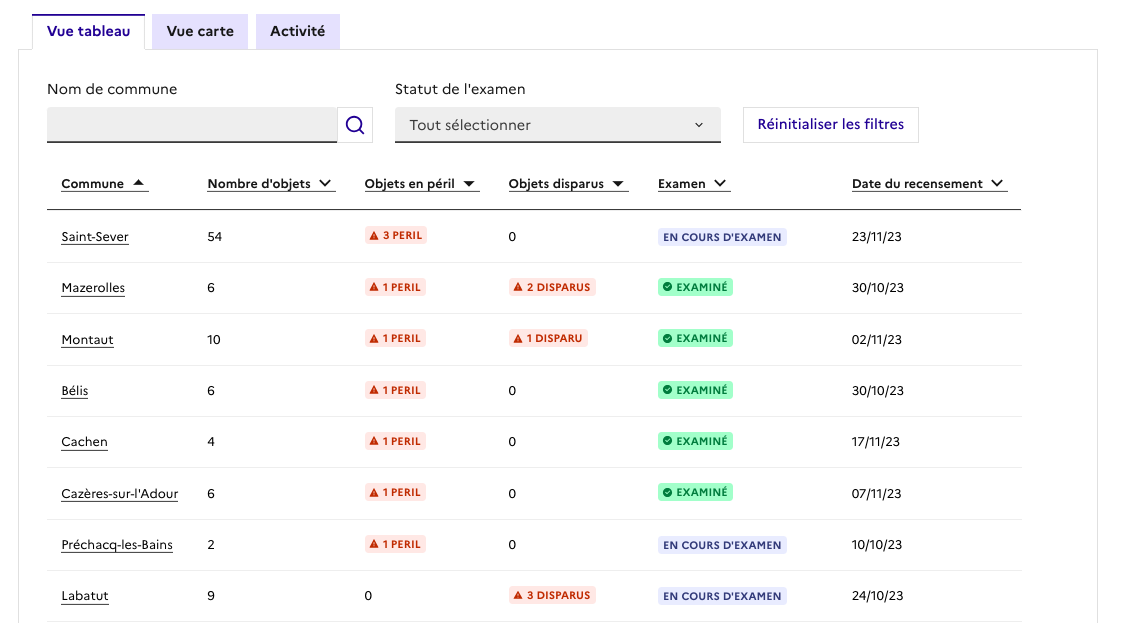 Vue tableau Vue carte Activité
Nom de commune Statut de l'examen
Tout sélectionner Réinitialiser les filtres
Commune Nombre d'objets Objets en péril Objets disparus Examen Date du recensement
Saint-Sever 54 3 PERIL 0 EN COURS D'EXAMEN 23/11/23
Mazerolles 6 1 PERIL 2 DISPARUS EXAMINÉ 30/10/23
Montaut 10 1 PERIL 1 DISPARU EXAMINÉ 02/11/23
Bélis 6 1 PERIL 0 EXAMINÉ 30/10/23
Cachen 4 1 PERIL 0 EXAMINÉ 17/11/23
Cazères-sur-l'Adour 6 1 PERIL 0 EXAMINÉ 07/11/23
Préchacq-les-Bains 2 1 PERIL 0 EN COURS D'EXAMEN 10/10/23
Labatut 9 0 3 DISPARUS EN COURS D'EXAMEN 24/10/23